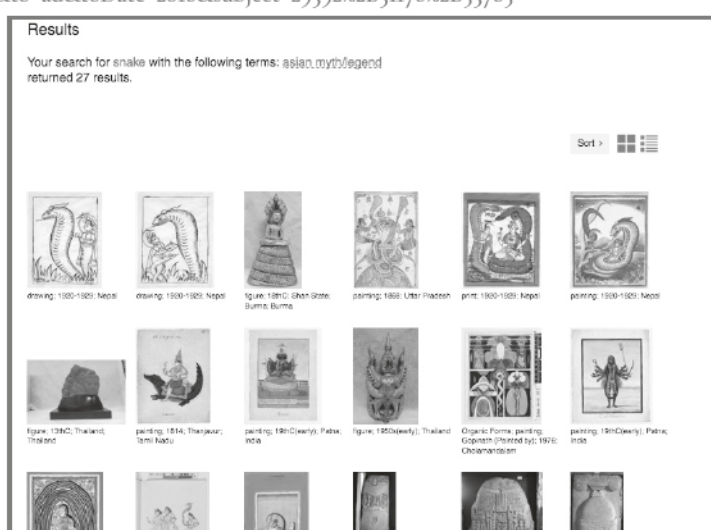 Results
Your search for snake with the following terms: asian myth/legend
returned 27 results.
Sort ›
drawing; 1920-1929; Nepal
drawing; 1920-1929; Nepal
figure; 18thC; Shan State;
Burma; Burma
painting; 1868; Uttar Pradesh
print; 1920-1929; Nepal
painting; 1920-1929; Nepal
figure; 13thC; Thailand;
Thailand
painting; 1814; Thanjavur;
Tamil Nadu
painting; 19thC(early); Patna;
India
figure; 1950s(early); Thailand
Organic Forms; painting;
Gopinath (Painted by); 1976;
Cholamandalam
painting; 19thC(early); Patna;
India